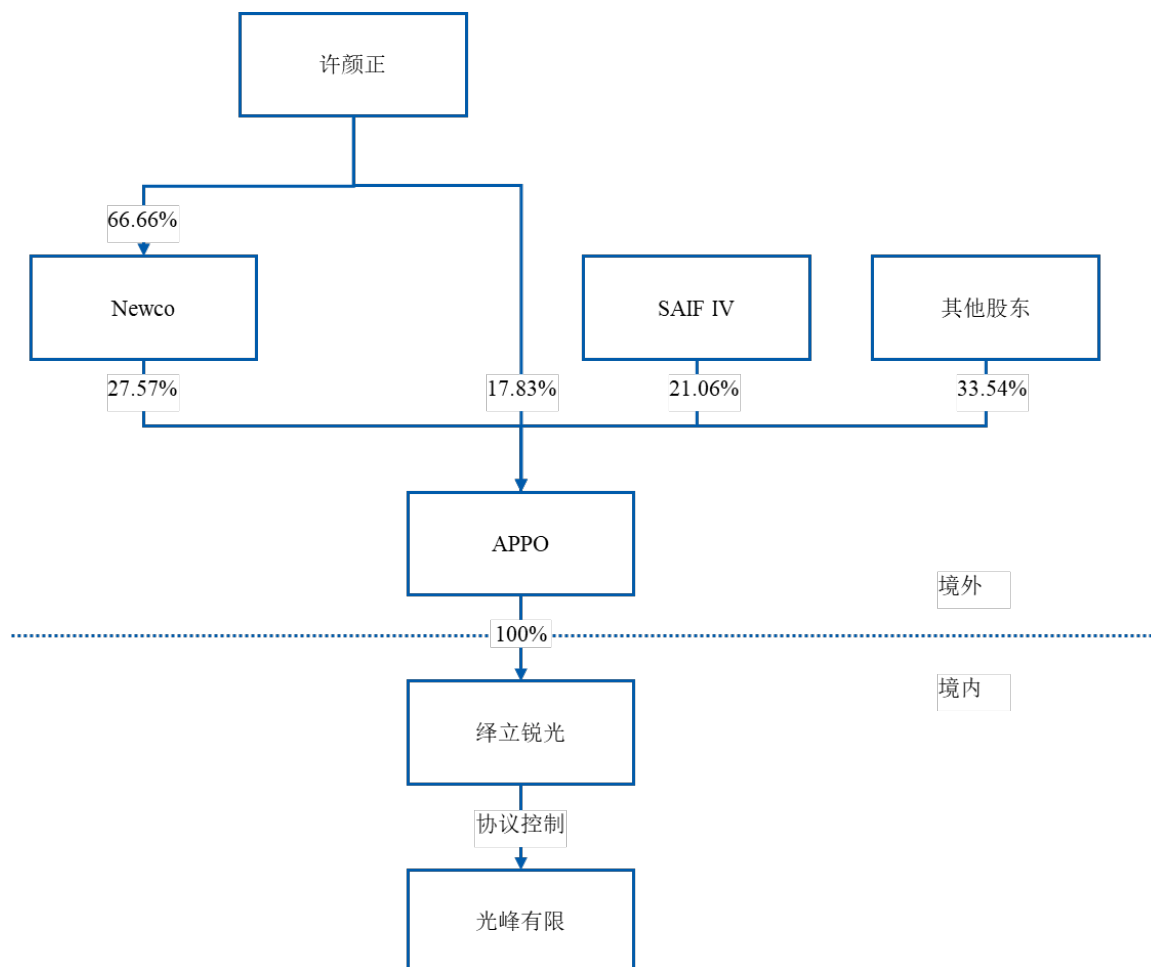 许颜正
66.66%
Newco
SAIF IV
其他股东
27.57%
17.83%
21.06%
33.54%
APPO
境外
100%
境内
绎立锐光
协议控制
光峰有限